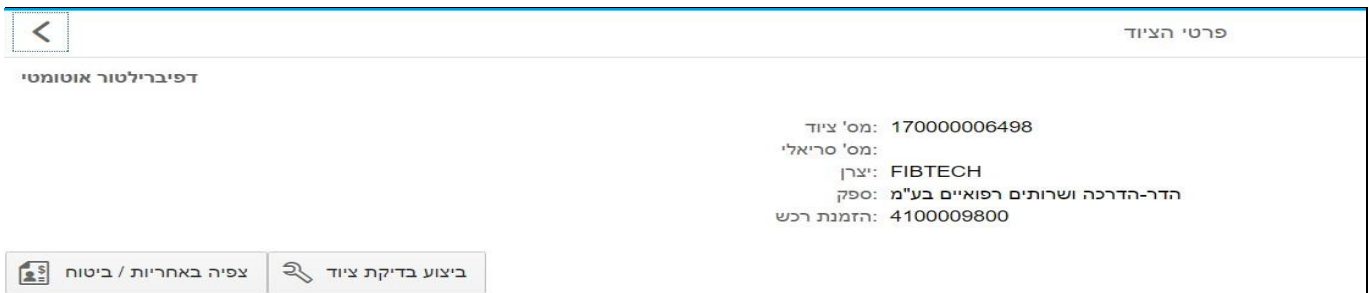 פרטי הציוד
דפיברילטור אוטומטי
מס' ציוד: 170000006498
מס' סריאלי:
יצרן: FIBTECH
ספק: הדר-הדרכה ושרותים רפואיים בע"מ
הזמנת רכש: 4100009800
ביצוע בדיקת ציוד
צפיה באחריות / ביטוח